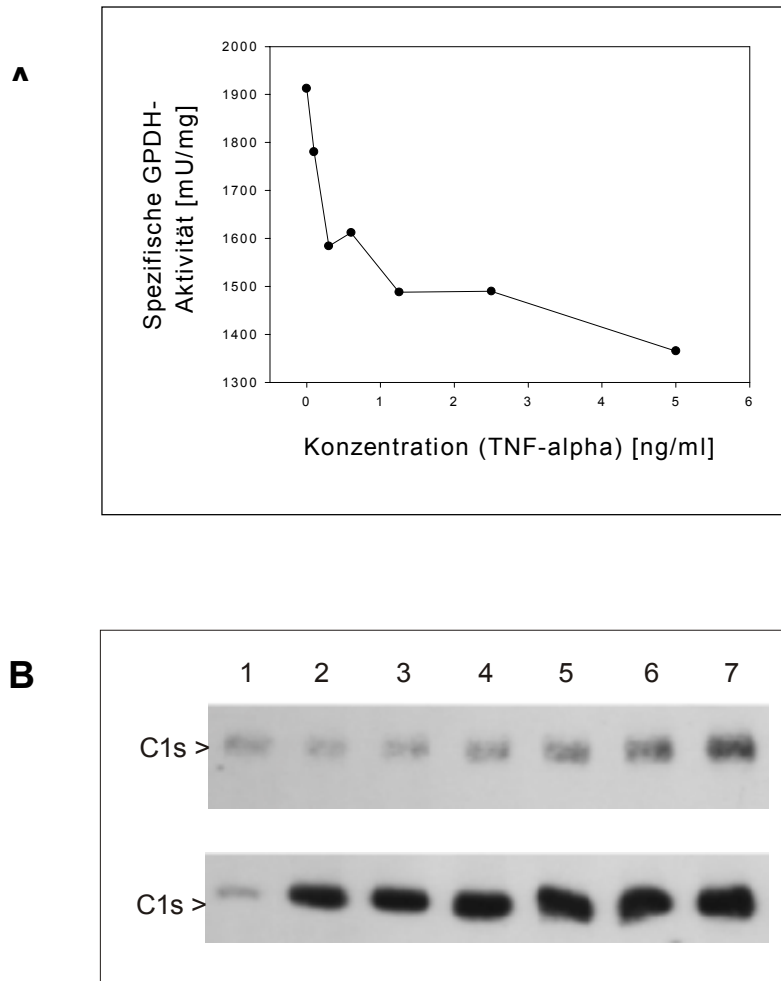 A
2000
1900
1800
1700
1600
1500
1400
1300
Spezifische GPDH-
Aktivität [mU/mg]
0 1 2 3 4 5 6
Konzentration (TNF-alpha) [ng/ml]
B
1 2 3 4 5 6 7
C1s >
C1s >